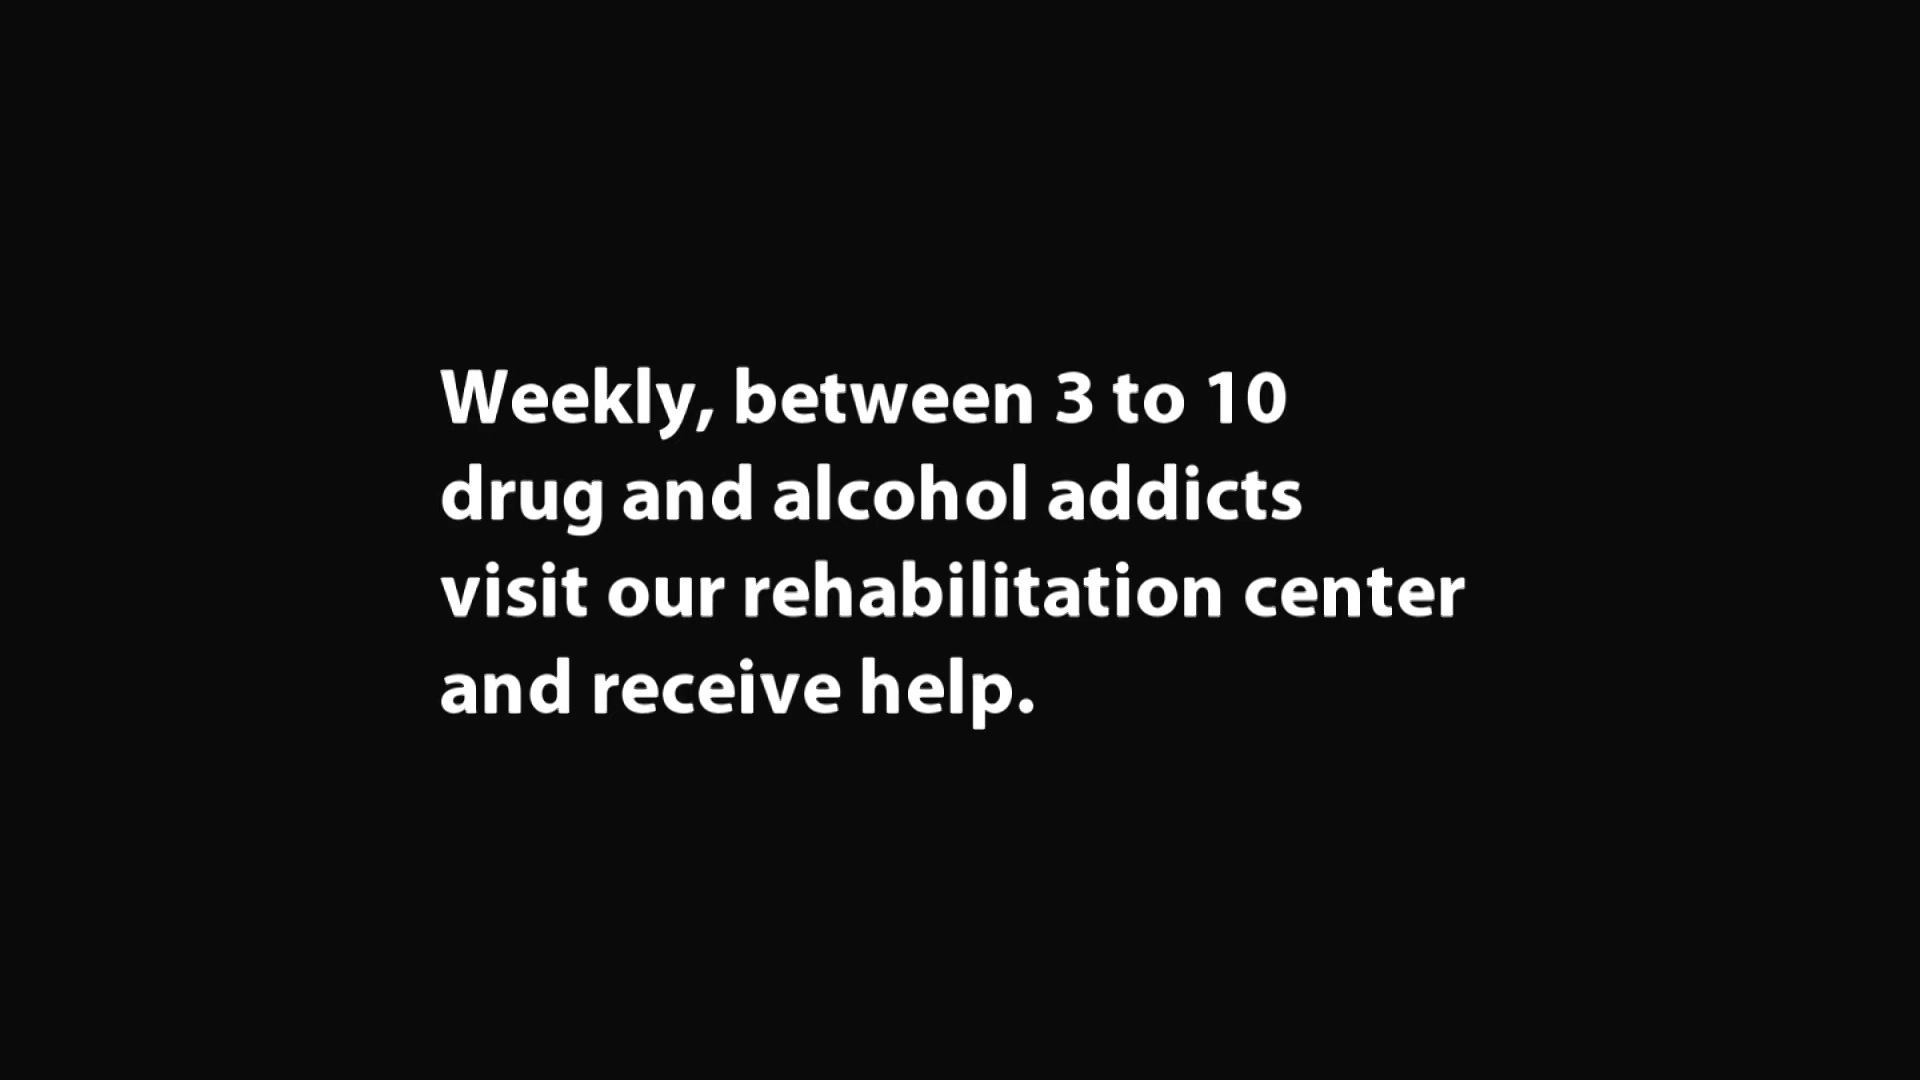 Weekly, between 3 to 10
drug and alcohol addicts
visit our rehabilitation center
and receive help.